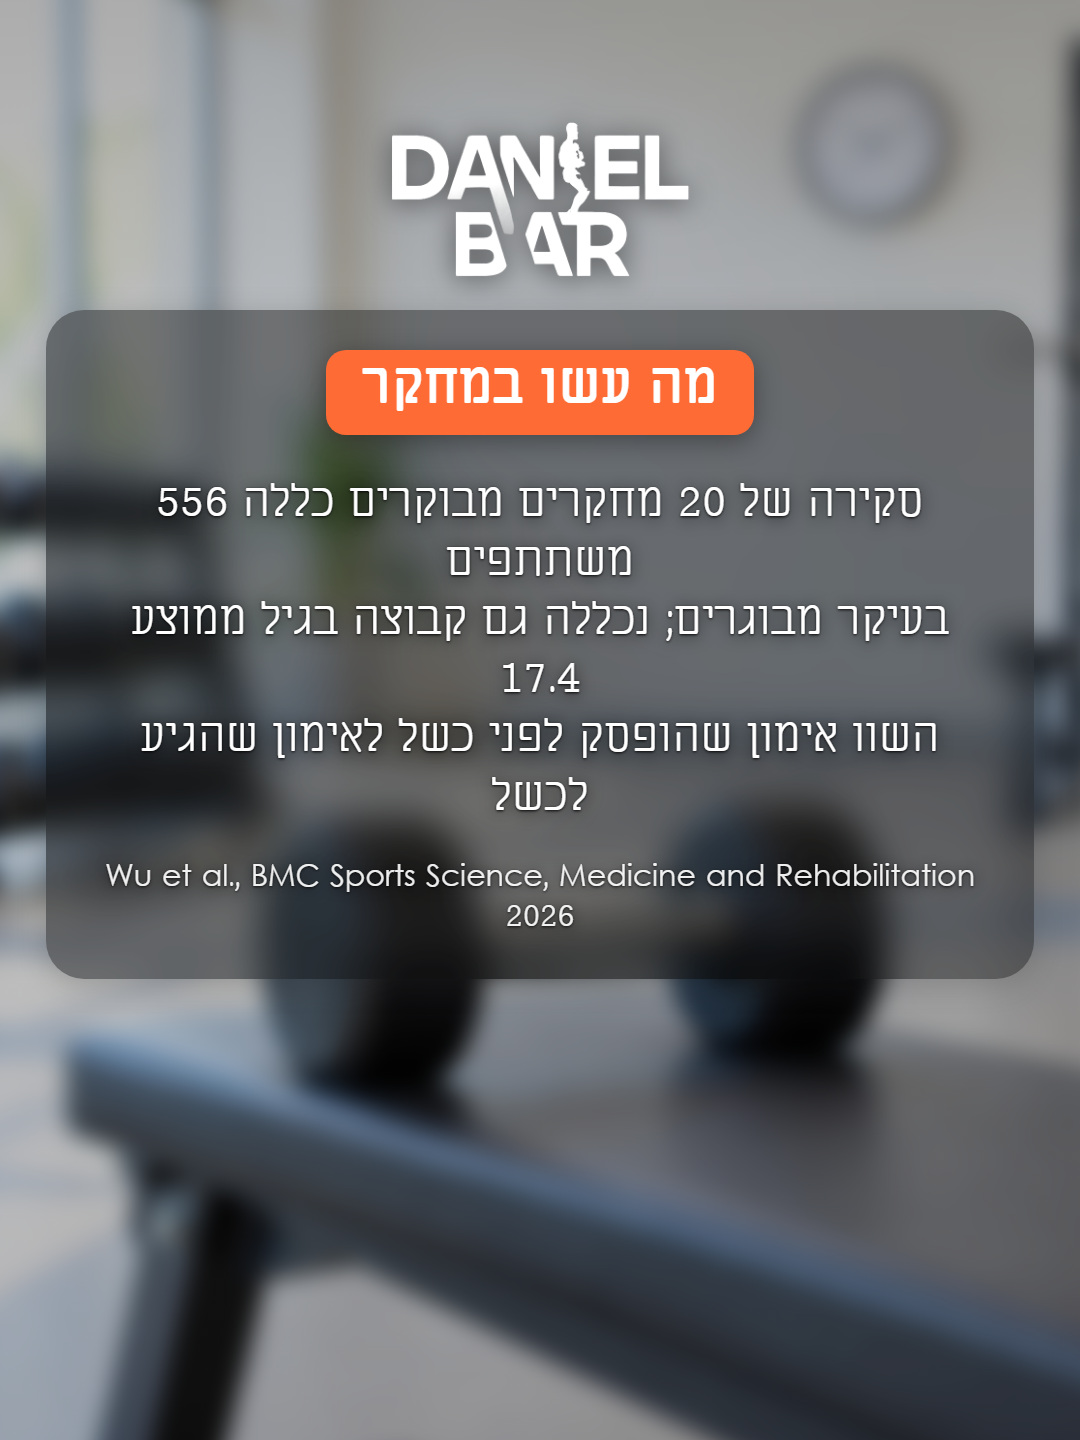 DANIEL
BAR
מה עשו במחקר
סקירה של 20 מחקרים מבוקרים כללה 556
משתתפים
בעיקר מבוגרים; נכללה גם קבוצה בגיל ממוצע
17.4
השוו אימון שהופסק לפני כשל לאימון שהגיע
לכשל
Wu et al., BMC Sports Science, Medicine and Rehabilitation
2026